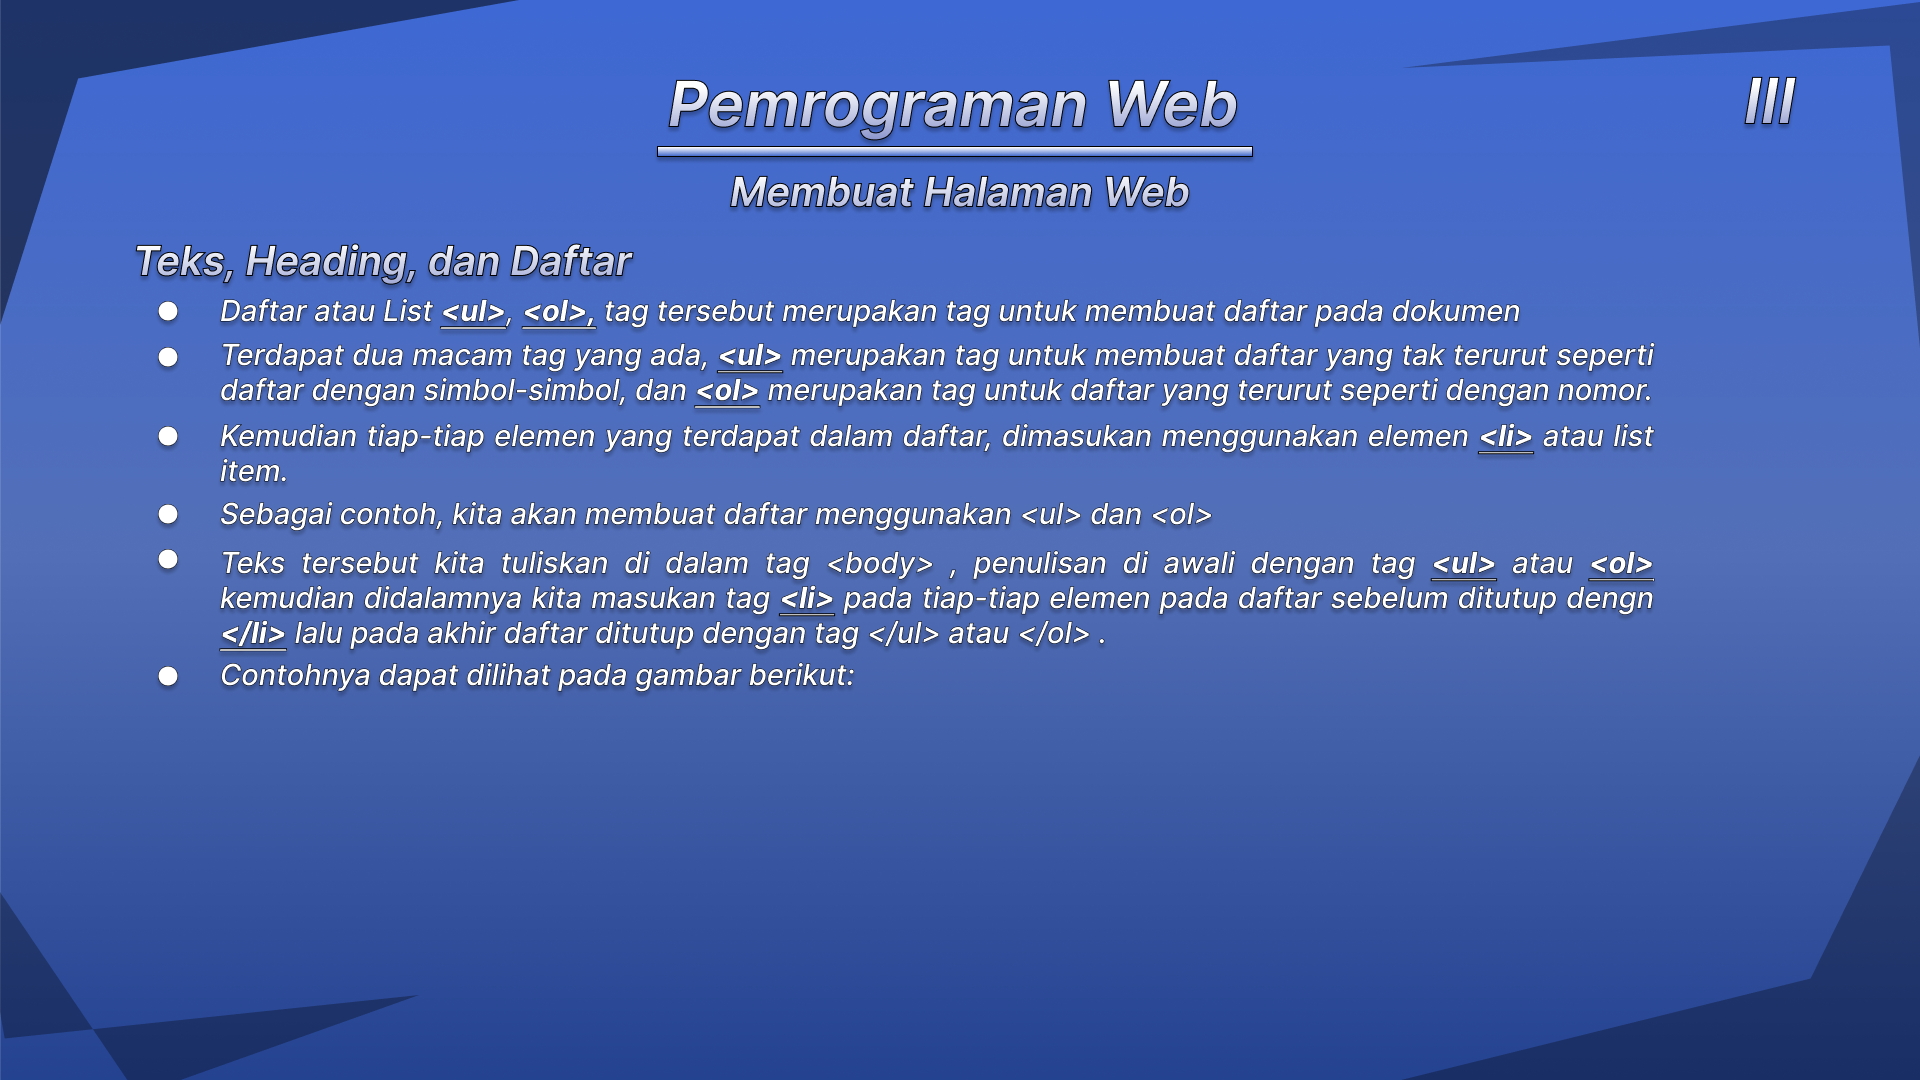 Pemrograman Web
III
Membuat Halaman Web
Teks, Heading, dan Daftar
● Daftar atau List <ul>, <ol>, tag tersebut merupakan tag untuk membuat daftar pada dokumen
● Terdapat dua macam tag yang ada, <ul> merupakan tag untuk membuat daftar yang tak terurut seperti
daftar dengan simbol-simbol, dan <ol> merupakan tag untuk daftar yang terurut seperti dengan nomor.
● Kemudian tiap-tiap elemen yang terdapat dalam daftar, dimasukan menggunakan elemen <li> atau list
item.
● Sebagai contoh, kita akan membuat daftar menggunakan <ul> dan <ol>
● Teks tersebut kita tuliskan di dalam tag <body> , penulisan di awali dengan tag <ul> atau <ol>
kemudian didalamnya kita masukan tag <li> pada tiap-tiap elemen pada daftar sebelum ditutup dengn
</li> lalu pada akhir daftar ditutup dengan tag </ul> atau </ol> .
● Contohnya dapat dilihat pada gambar berikut: